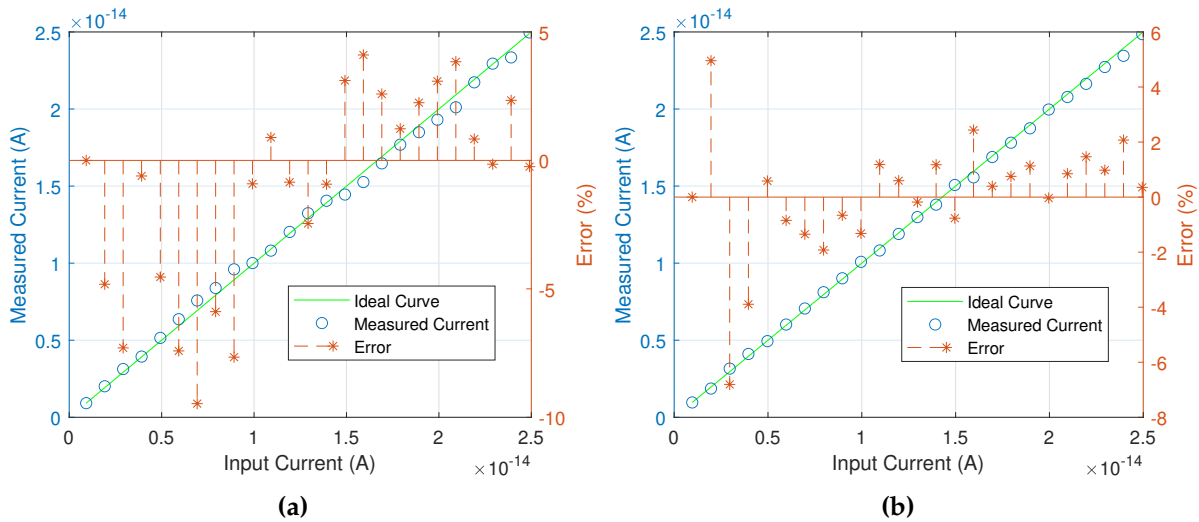 ×10⁻¹⁴
2.5
2
1.5
1
0.5
0
Measured Current (A)
5
0
-5
-10
Error (%)
Ideal Curve
Measured Current
Error
0 0.5 1 1.5 2 2.5
Input Current (A) ×10⁻¹⁴
(a)
×10⁻¹⁴
2.5
2
1.5
1
0.5
0
Measured Current (A)
6
4
2
0
-2
-4
-6
-8
Error (%)
Ideal Curve
Measured Current
Error
0 0.5 1 1.5 2 2.5
Input Current (A) ×10⁻¹⁴
(b)